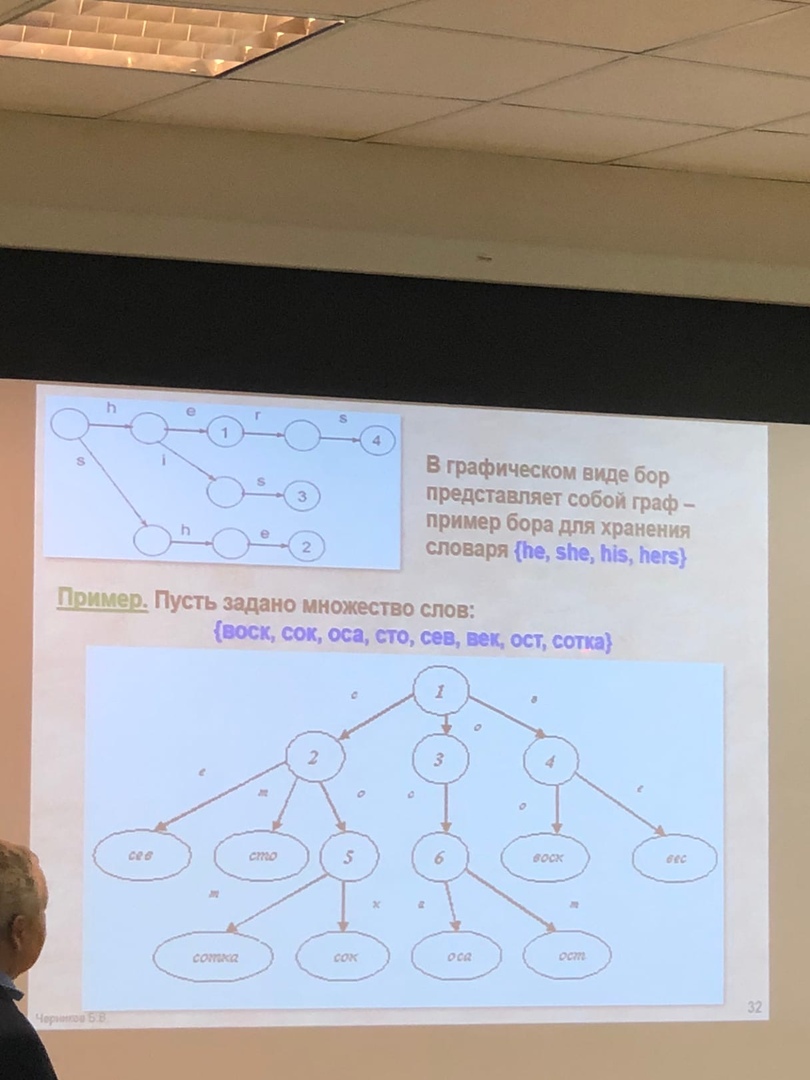 h e r s
1 4
s i
s 3
h e 2
В графическом виде бор
представляет собой граф –
пример бора для хранения
словаря {he, she, his, hers}
Пример. Пусть задано множество слов:
{воск, сок, оса, сто, сев, век, ост, сотка}
1
с о в
2 3 4
е т о с о е
сев сто 5 6 воск вес
т к а т
сотка сок оса ост
32
Черников Б.В.